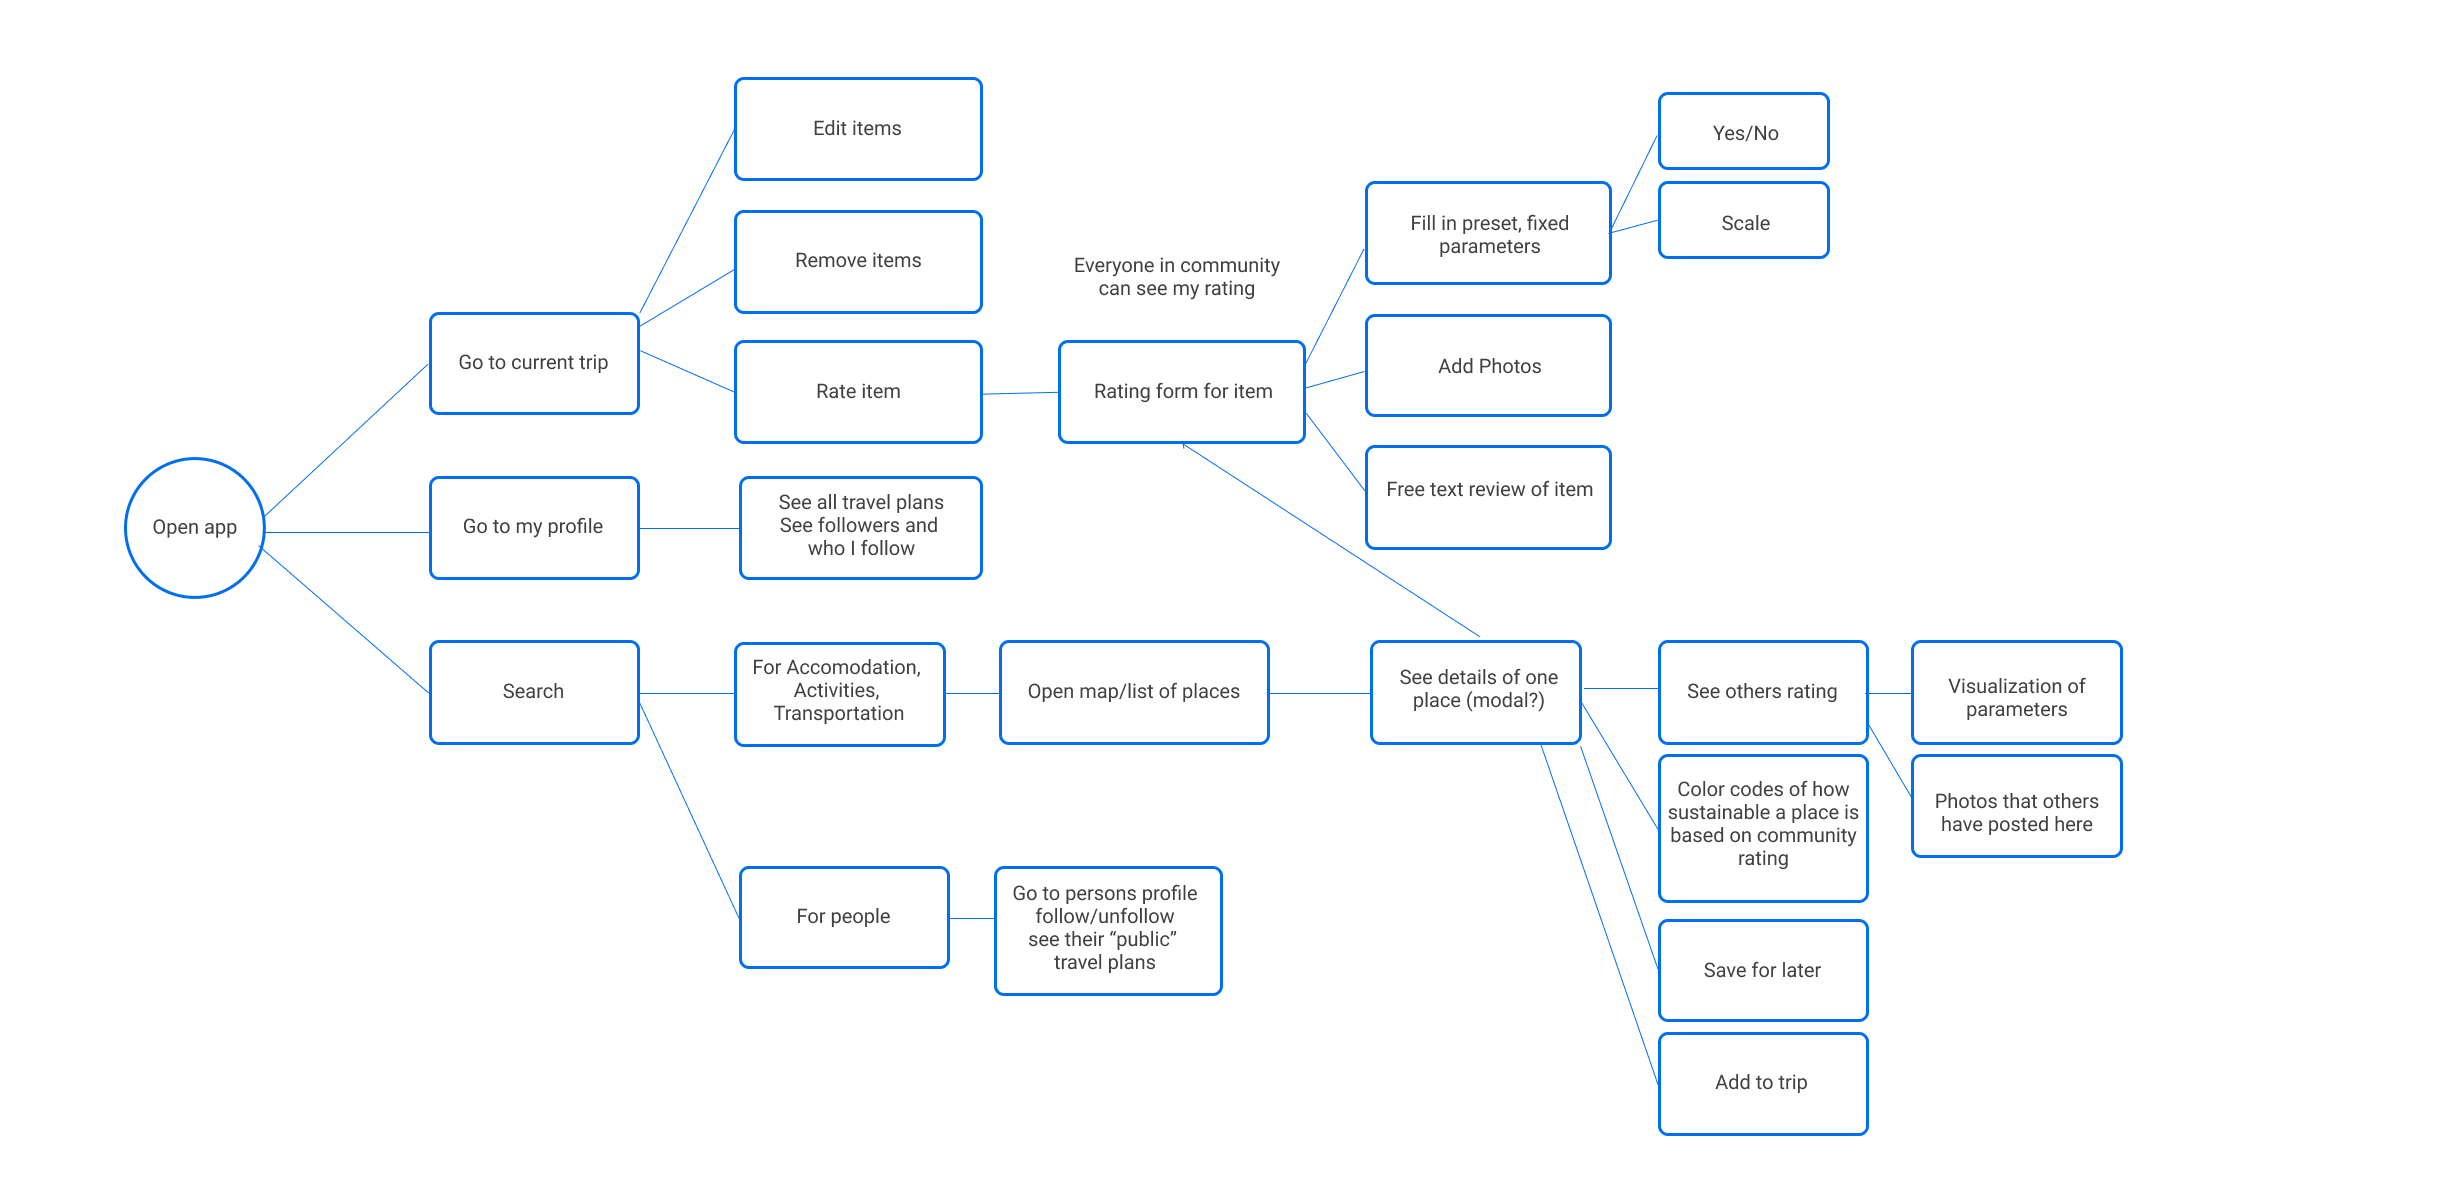 Open app
Go to current trip
Edit items
Remove items
Rate item
Everyone in community
can see my rating
Rating form for item
Fill in preset, fixed
parameters
Yes/No
Scale
Add Photos
Free text review of item
Go to my profile
See all travel plans
See followers and
who I follow
Search
For Accomodation,
Activities,
Transportation
Open map/list of places
See details of one
place (modal?)
See others rating
Visualization of
parameters
Photos that others
have posted here
Color codes of how
sustainable a place is
based on community
rating
Save for later
Add to trip
For people
Go to persons profile
follow/unfollow
see their “public”
travel plans